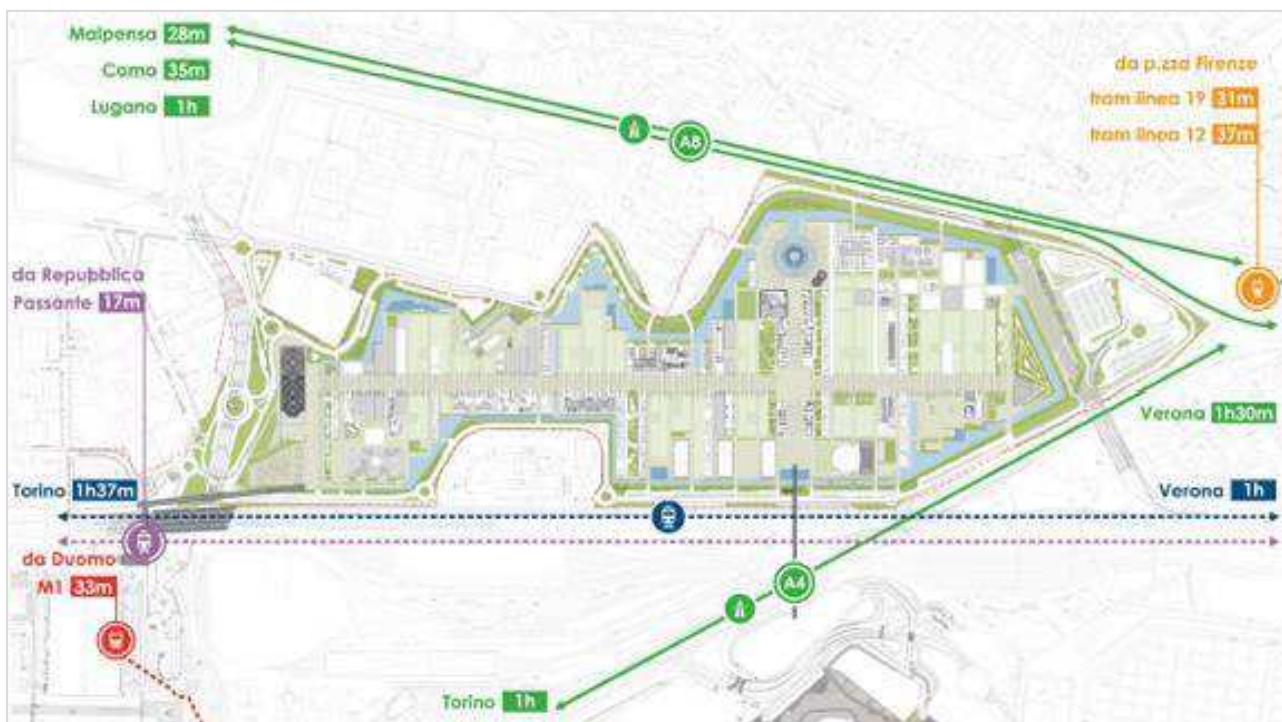 Malpensa 28m
Como 35m
Lugano 1h
da p.zza Firenze
tram linea 19 31m
tram linea 12 37m
A8
da Repubblica
Passante 17m
Verona 1h30m
Torino 1h37m
Verona 1h
da Duomo
M1 33m
A4
Torino 1h